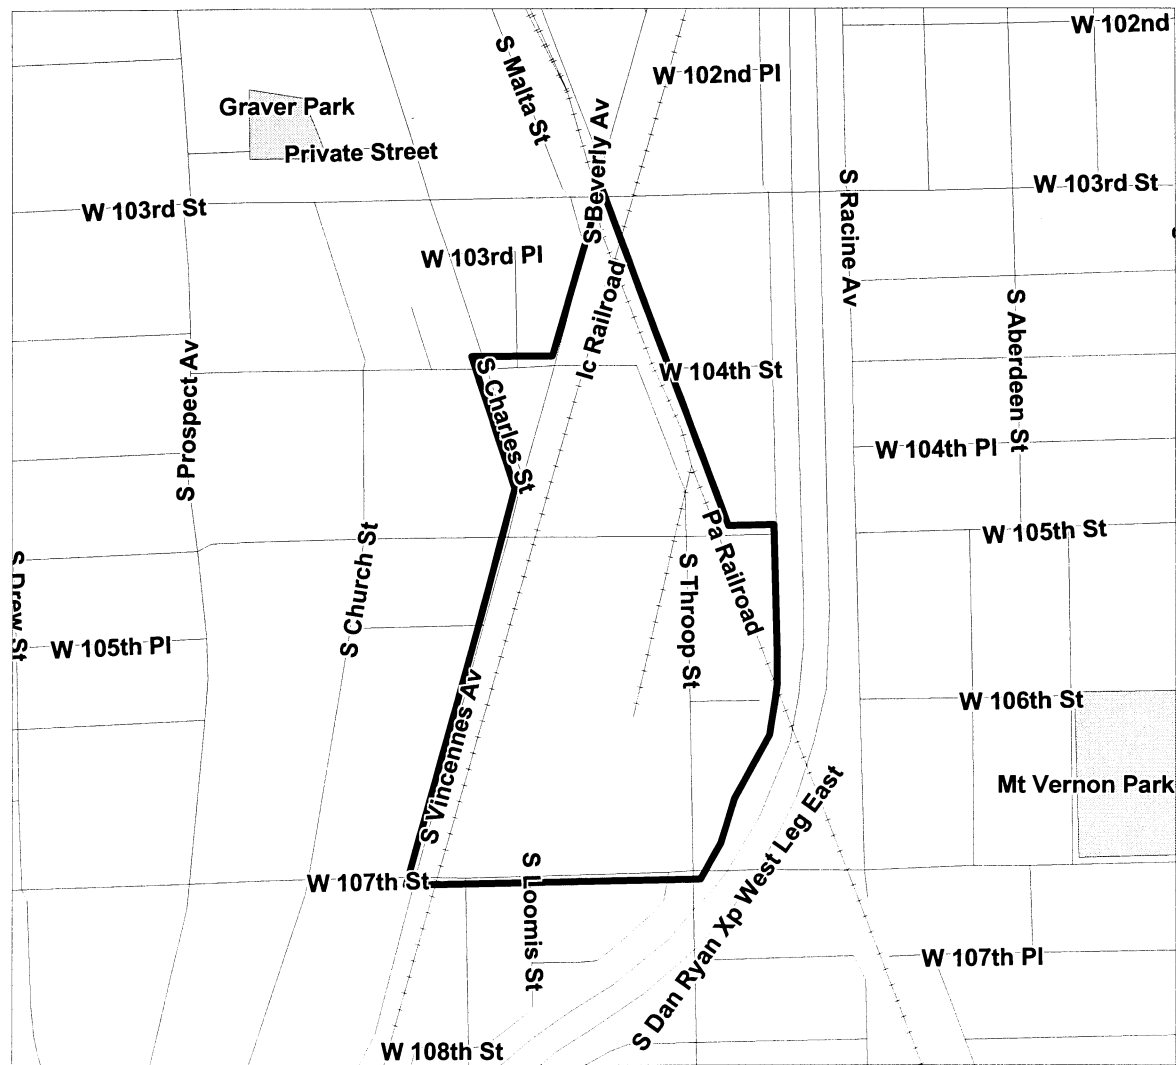 W 102nd
S Malta St
W 102nd Pl
Graver Park
S Beverly Av
Private Street
S Racine Av
W 103rd St
W 103rd St
W 103rd Pl
Ic Railroad
S Aberdeen St
S Prospect Av
S Charles St
W 104th St
W 104th Pl
Pa Railroad
W 105th St
S Church St
S Drew St
S Throop St
W 105th Pl
S Vincennes Av
W 106th St
S Dan Ryan Xp West Leg East
Mt Vernon Park
W 107th St
S Loomis St
W 107th Pl
W 108th St